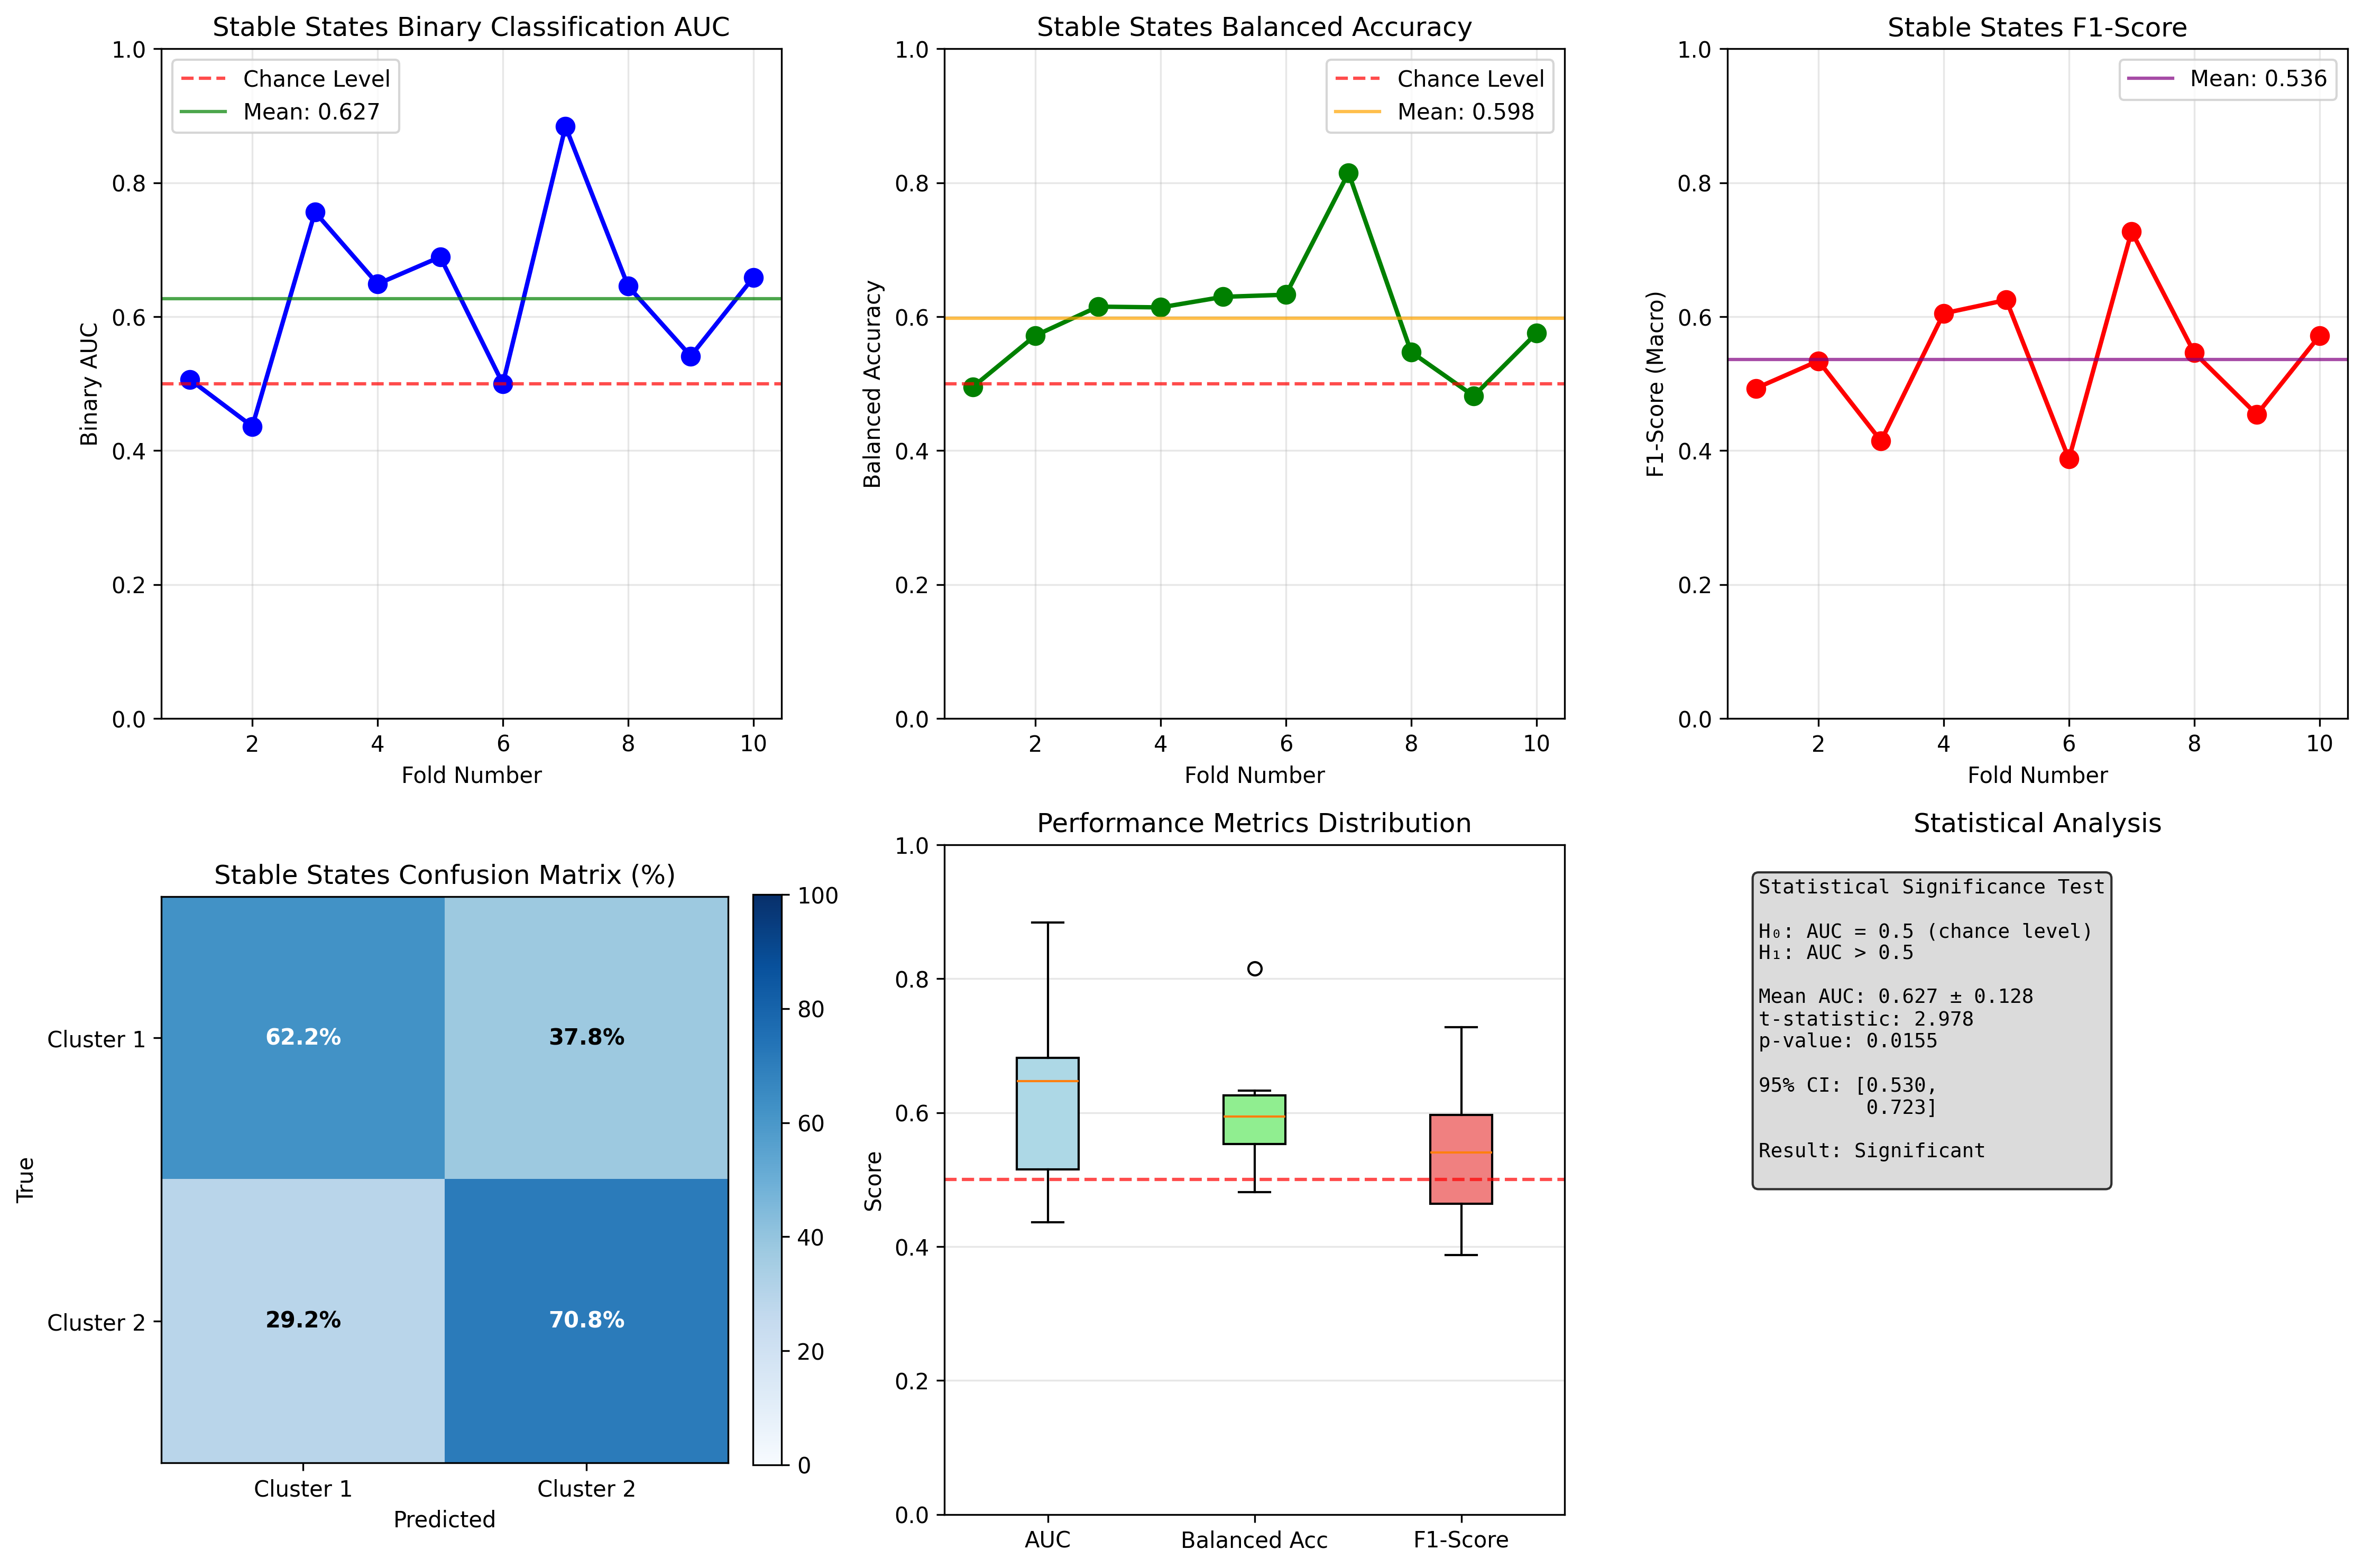 Stable States Binary Classification AUC
Chance Level
Mean: 0.627
Binary AUC
1.0
0.8
0.6
0.4
0.2
0.0
2 4 6 8 10
Fold Number
Stable States Balanced Accuracy
Chance Level
Mean: 0.598
Balanced Accuracy
1.0
0.8
0.6
0.4
0.2
0.0
2 4 6 8 10
Fold Number
Stable States F1-Score
Mean: 0.536
F1-Score (Macro)
1.0
0.8
0.6
0.4
0.2
0.0
2 4 6 8 10
Fold Number
Stable States Confusion Matrix (%)
True
Cluster 1
62.2% 37.8%
Cluster 2
29.2% 70.8%
Cluster 1 Cluster 2
Predicted
100
80
60
40
20
0
Performance Metrics Distribution
Score
1.0
0.8
0.6
0.4
0.2
0.0
AUC Balanced Acc F1-Score
Statistical Analysis
Statistical Significance Test
H₀: AUC = 0.5 (chance level)
H₁: AUC > 0.5
Mean AUC: 0.627 ± 0.128
t-statistic: 2.978
p-value: 0.0155
95% CI: [0.530,
0.723]
Result: Significant